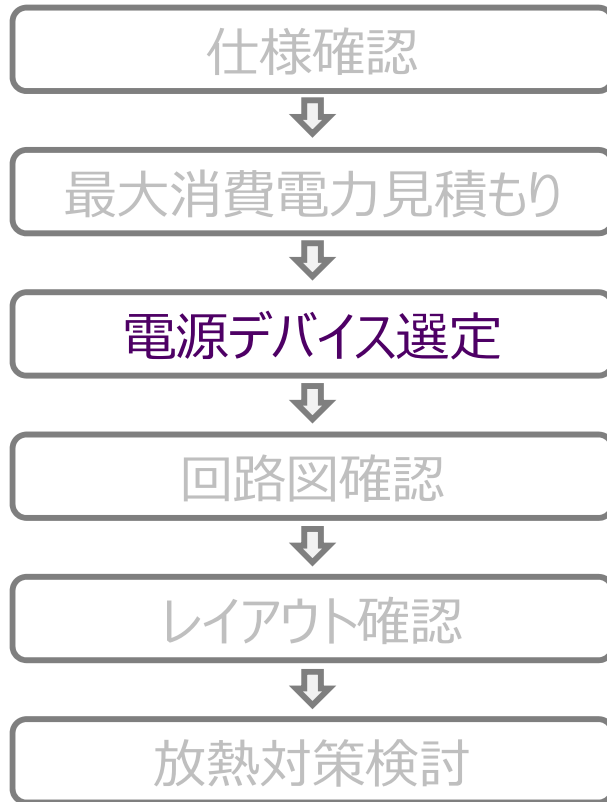 仕様確認
最大消費電力見積もり
電源デバイス選定
回路図確認
レイアウト確認
放熱対策検討